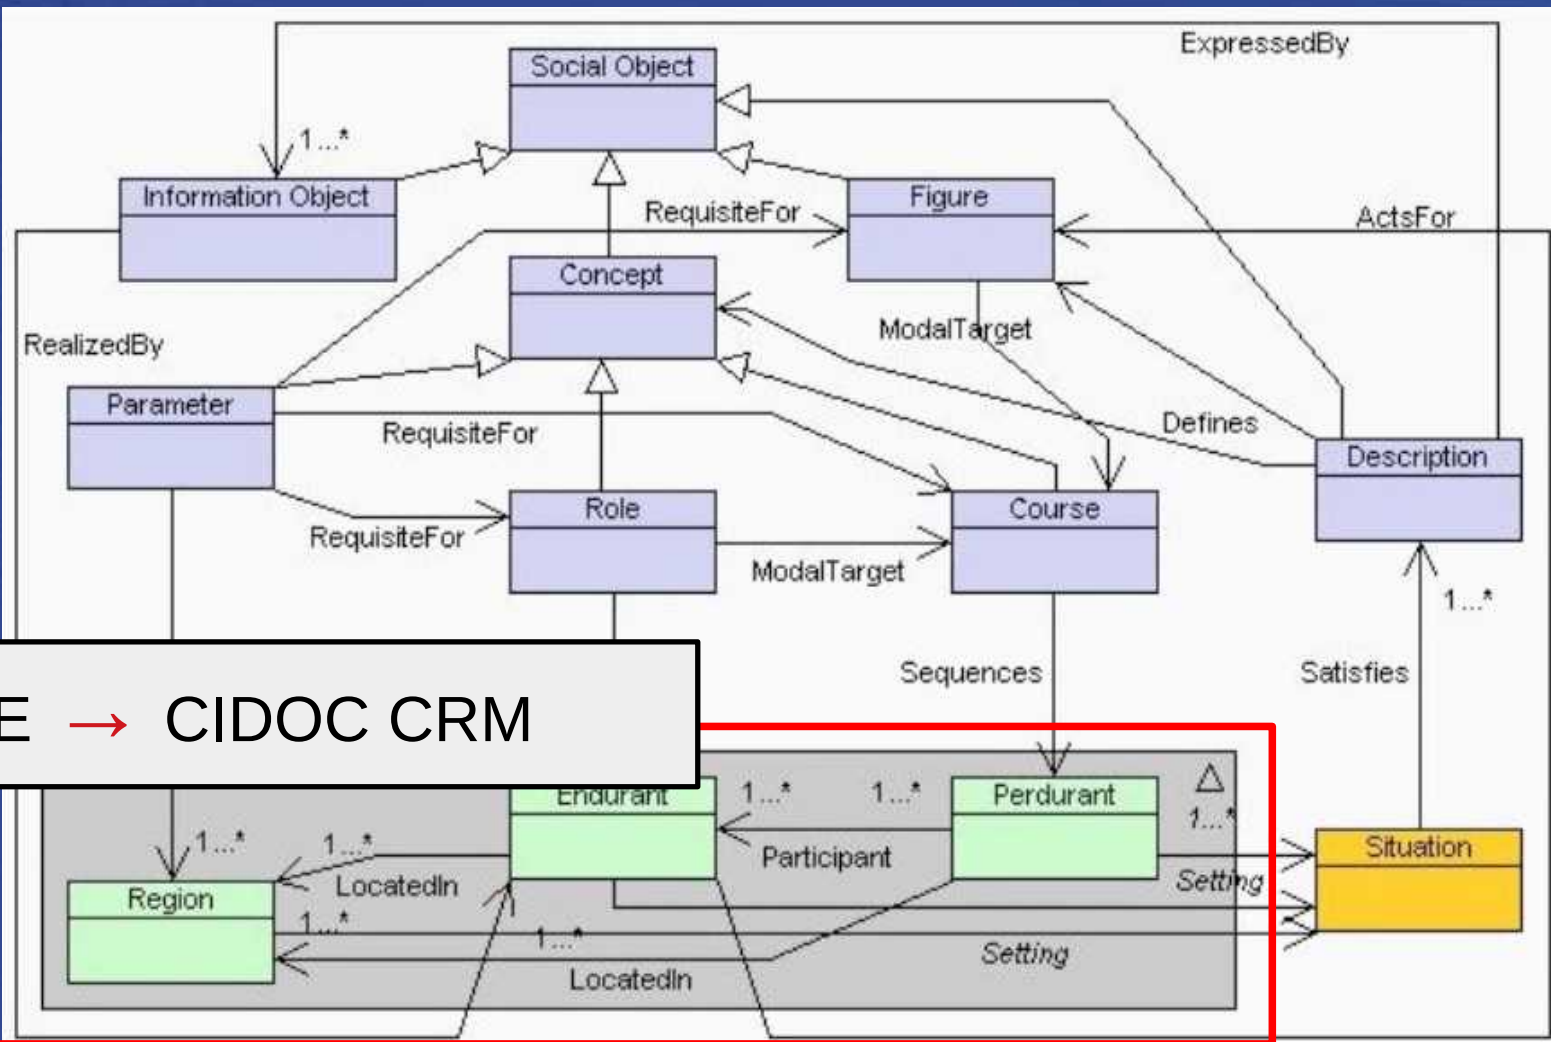 ExpressedBy
Social Object
1...*
Information Object
RequisiteFor
Figure
ActsFor
Concept
ModalTarget
RealizedBy
Parameter
RequisiteFor
Defines
Description
RequisiteFor
Role
Course
ModalTarget
1...*
Sequences
Satisfies
E → CIDOC CRM
Endurant
1...*
1...*
Perdurant
1...*
Participant
Situation
1...*
1...*
LocatedIn
Setting
Region
1...*
1...*
Setting
LocatedIn